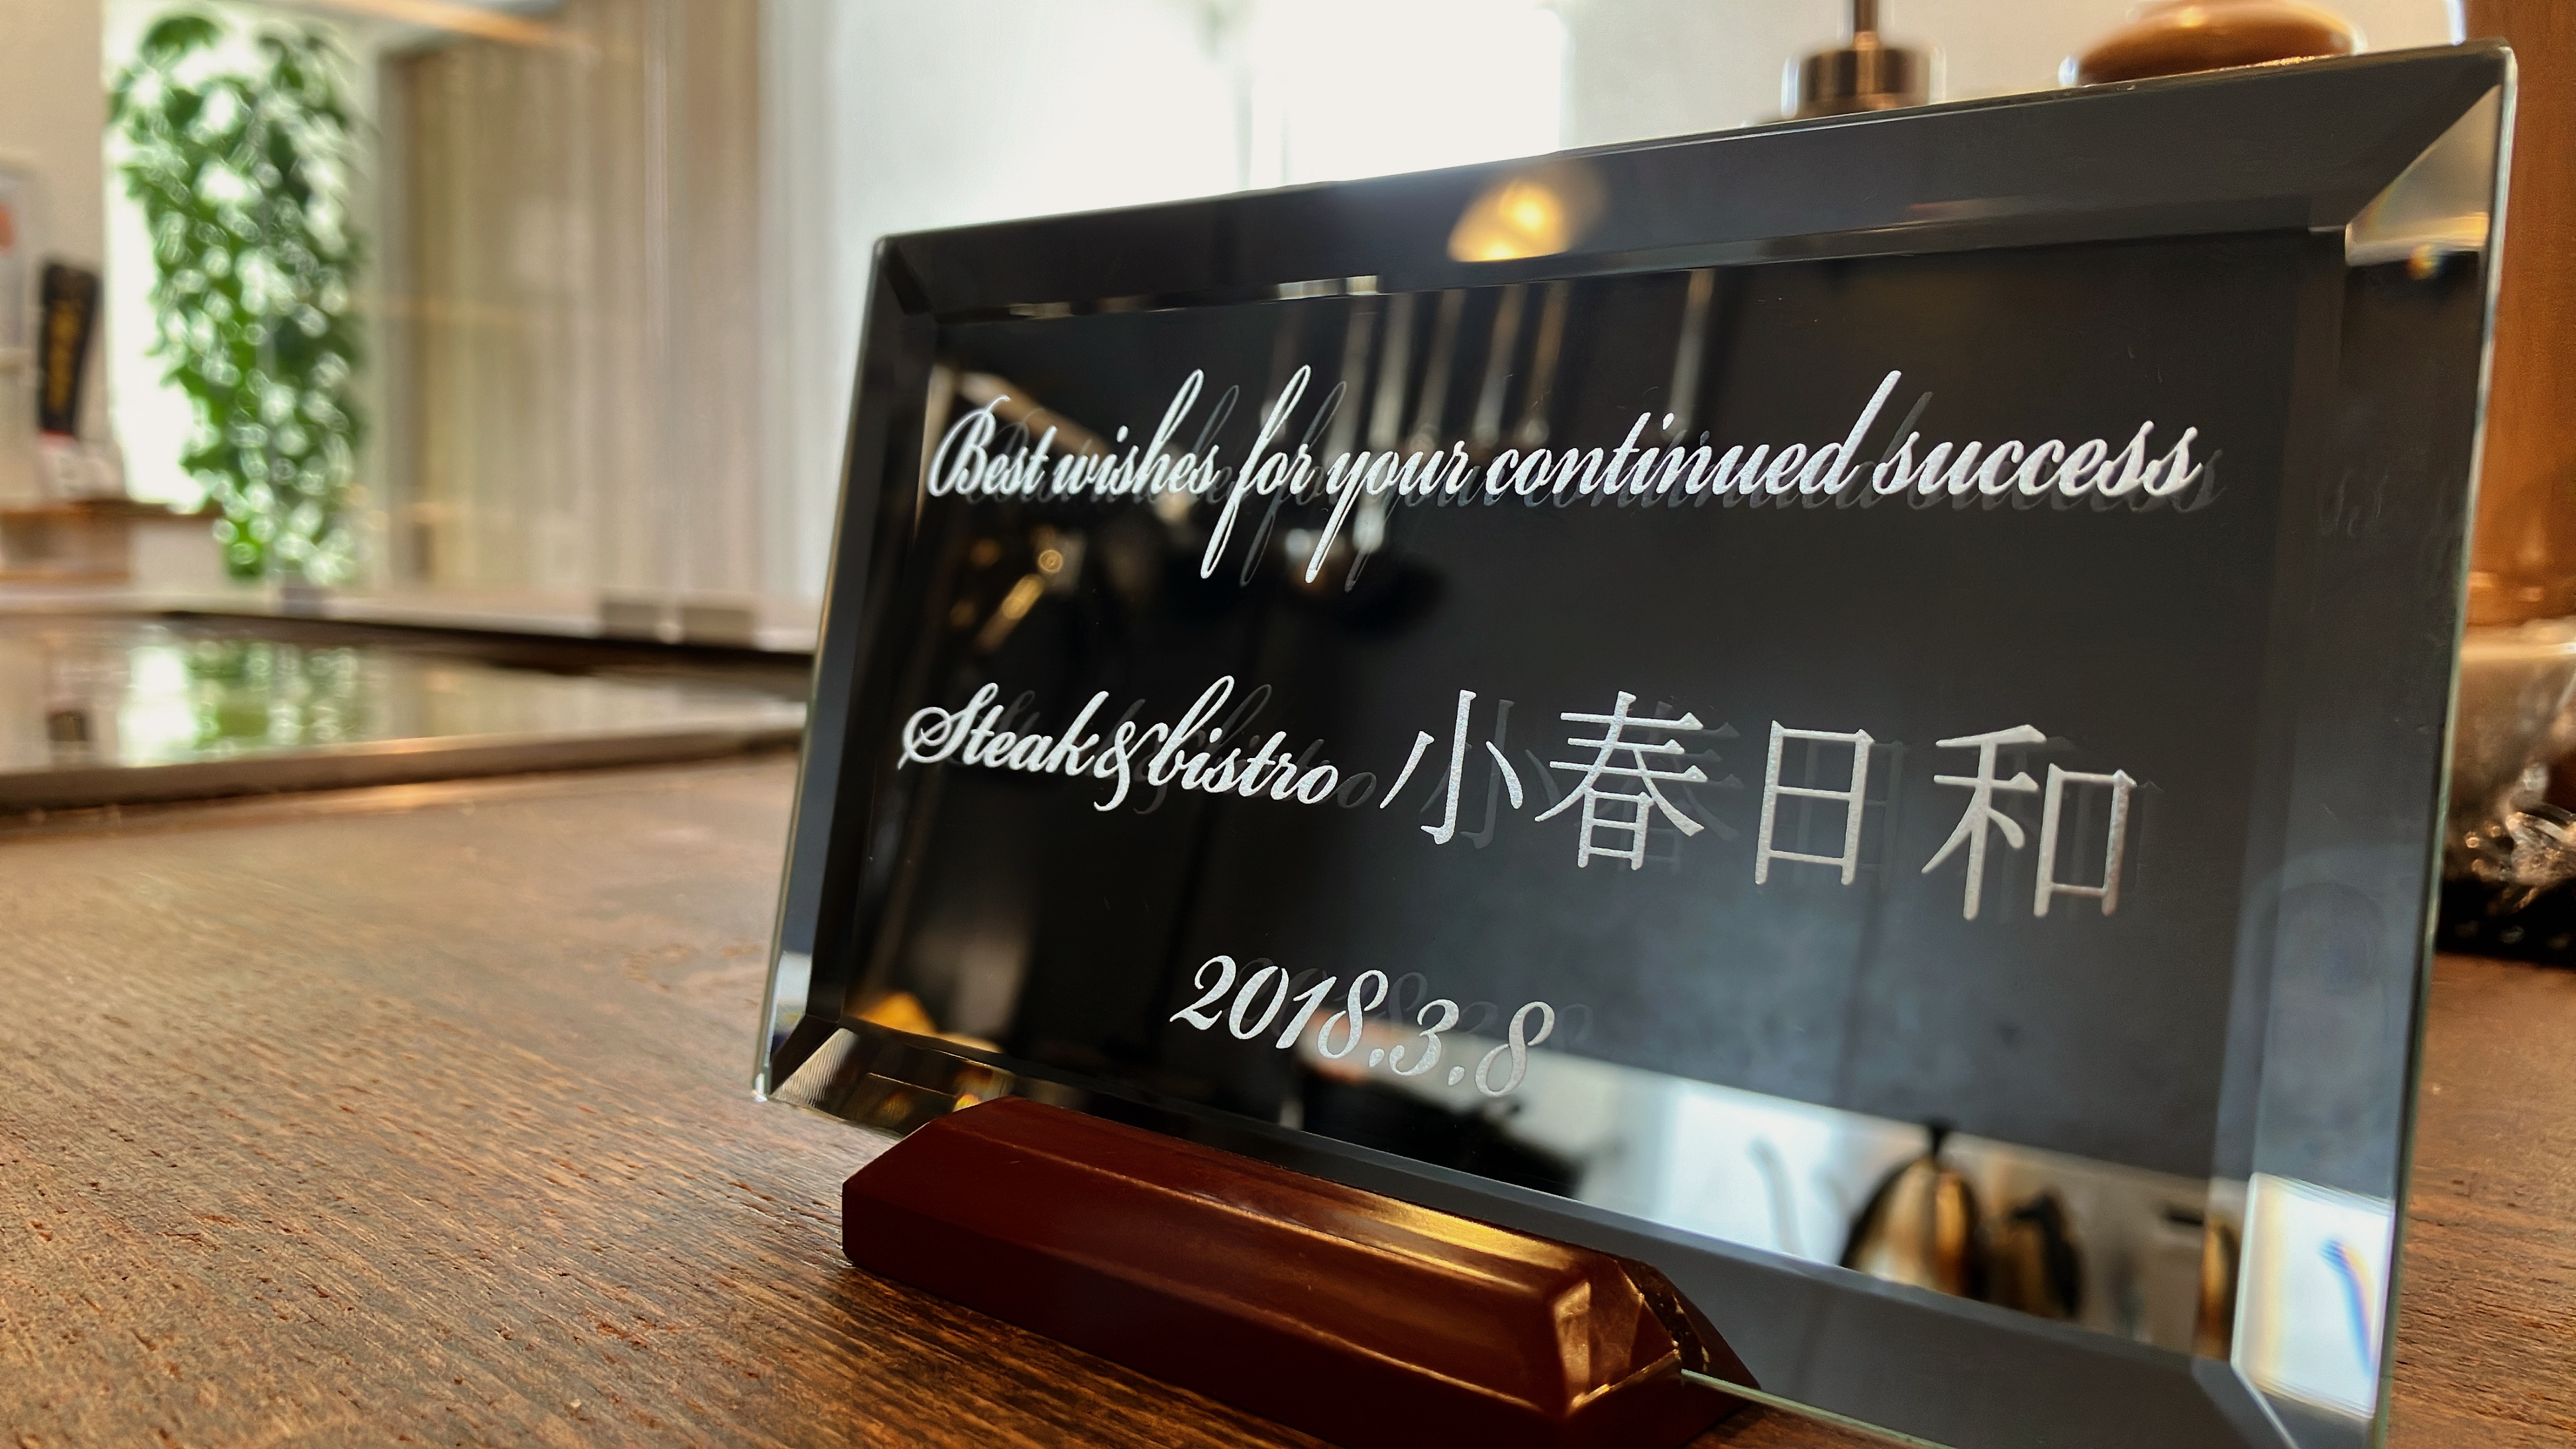 Best wishes for your continued success
Steak&bistro 小春日和
2018.3.8